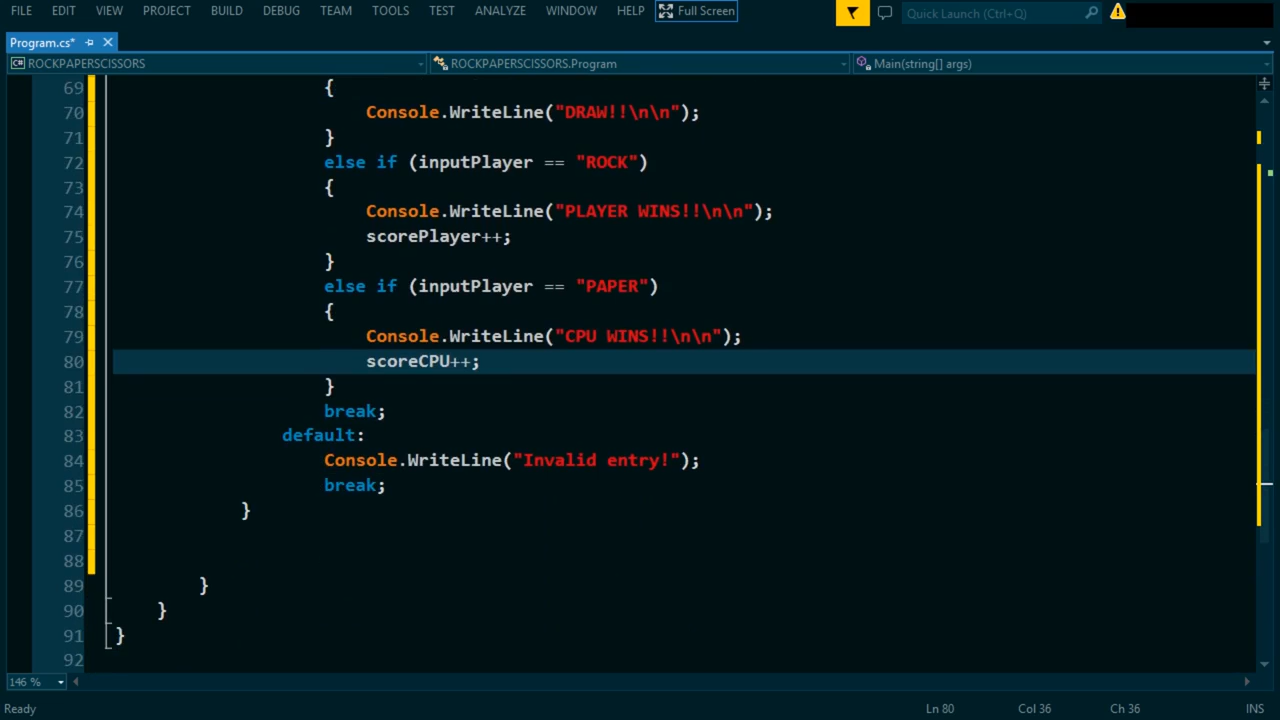 FILE EDIT VIEW PROJECT BUILD DEBUG TEAM TOOLS TEST ANALYZE WINDOW HELP Full Screen Quick Launch (Ctrl+Q)
Program.cs*
C# ROCKPAPERSCISSORS ROCKPAPERSCISSORS.Program Main(string[] args)
69 {
70 Console.WriteLine("DRAW!!\n\n");
71 }
72 else if (inputPlayer == "ROCK")
73 {
74 Console.WriteLine("PLAYER WINS!!\n\n");
75 scorePlayer++;
76 }
77 else if (inputPlayer == "PAPER")
78 {
79 Console.WriteLine("CPU WINS!!\n\n");
80 scoreCPU++;
81 }
82 break;
83 default:
84 Console.WriteLine("Invalid entry!");
85 break;
86 }
87
88
89 }
90 }
91 }
92
146 %
Ready Ln 80 Col 36 Ch 36 INS